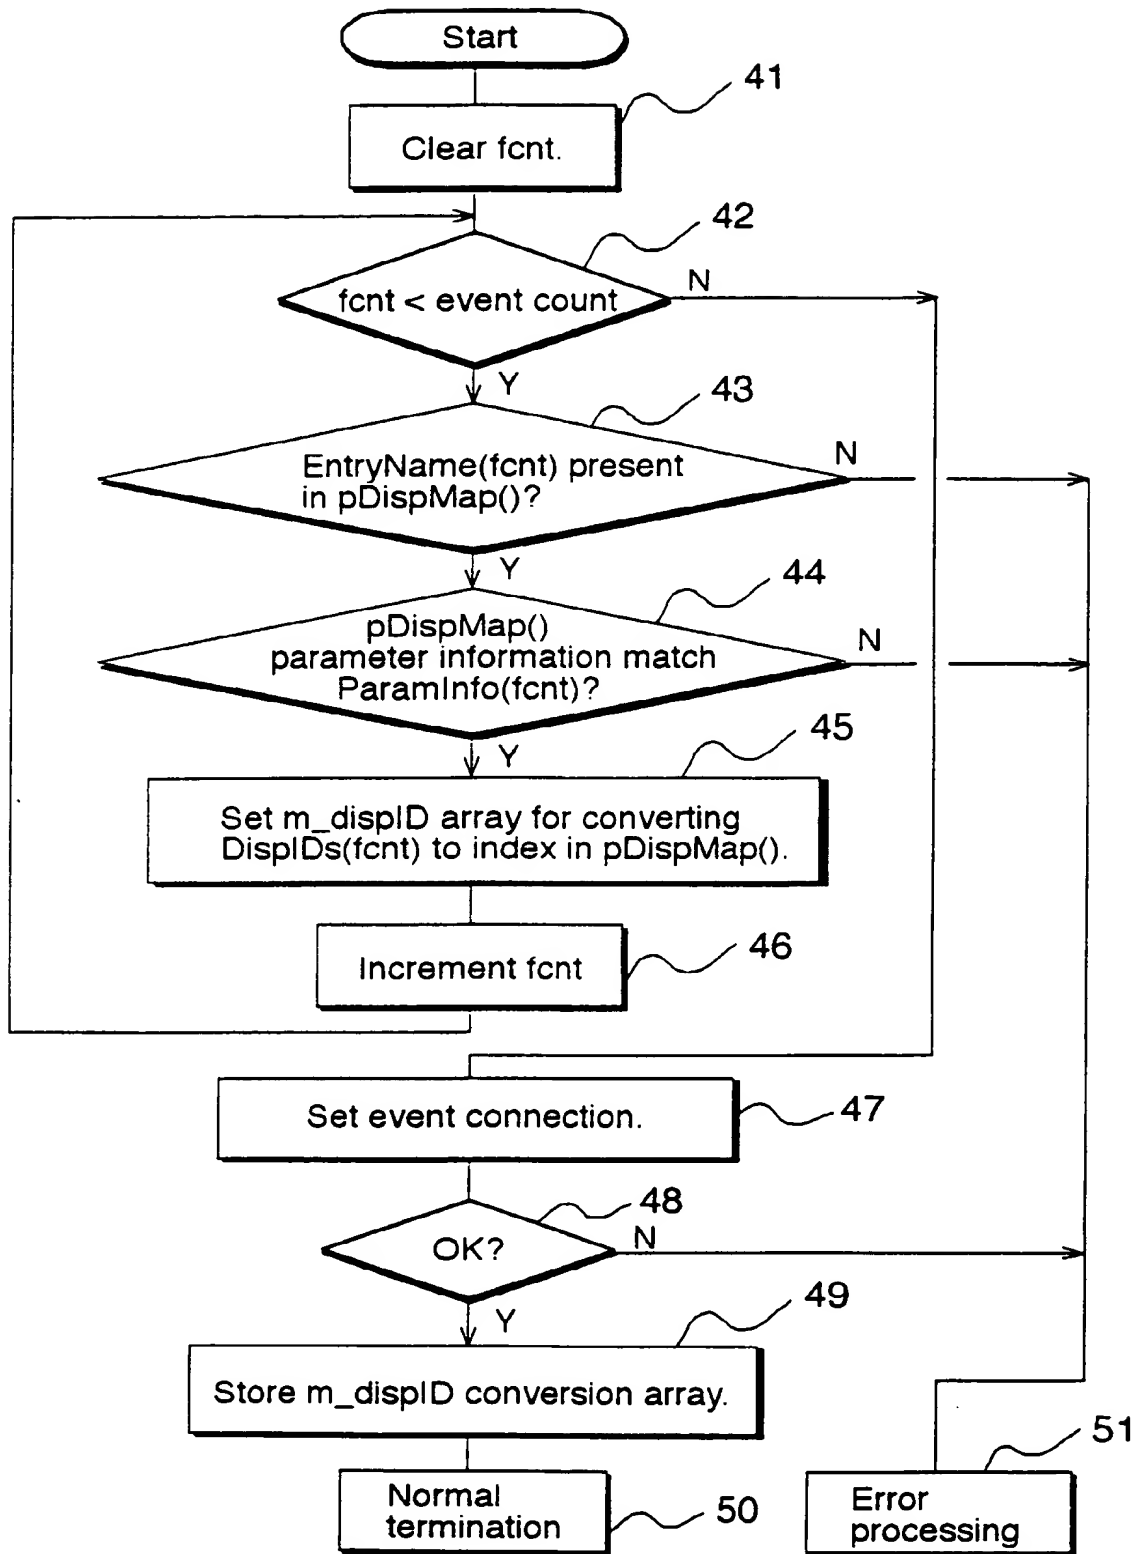 Start
41
Clear fcnt.
42
N
fcnt < event count
Y
43
N
EntryName(fcnt) present
in pDispMap()?
Y
44
N
pDispMap()
parameter information match
ParamInfo(fcnt)?
Y
45
Set m_dispID array for converting
DispIDs(fcnt) to index in pDispMap().
46
Increment fcnt
Set event connection.
47
48
OK?
N
Y
49
Store m_dispID conversion array.
Normal
termination
50
51
Error
processing